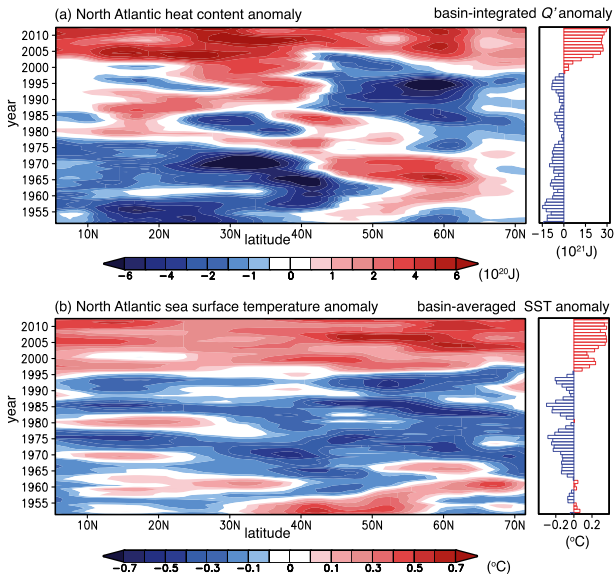 (a) North Atlantic heat content anomaly basin-integrated Q' anomaly
2010
2005
2000
1995
1990
1985
1980
1975
1970
1965
1960
1955
year
10N 20N 30N 40N 50N 60N 70N
latitude
-15 0 15 30
(10²¹J)
-6 -4 -2 -1 0 1 2 4 6 (10²⁰J)
(b) North Atlantic sea surface temperature anomaly basin-averaged SST anomaly
2010
2005
2000
1995
1990
1985
1980
1975
1970
1965
1960
1955
year
10N 20N 30N 40N 50N 60N 70N
latitude
-0.2 0 0.2
(°C)
-0.7 -0.5 -0.3 -0.1 0 0.1 0.3 0.5 0.7 (°C)